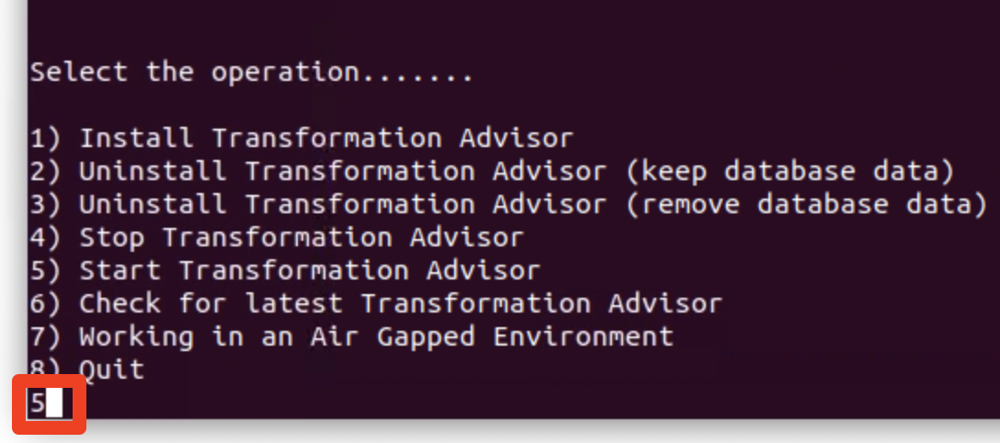 Select the operation.......
1) Install Transformation Advisor
2) Uninstall Transformation Advisor (keep database data)
3) Uninstall Transformation Advisor (remove database data)
4) Stop Transformation Advisor
5) Start Transformation Advisor
6) Check for latest Transformation Advisor
7) Working in an Air Gapped Environment
8) Quit
5